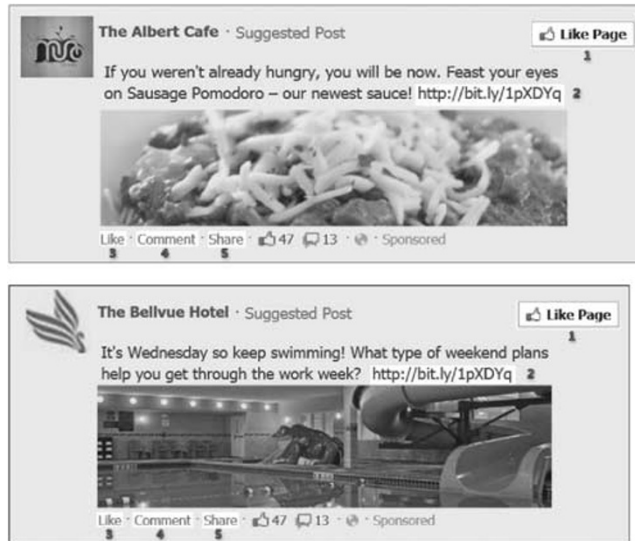 The Albert Cafe · Suggested Post
Like Page
1
If you weren't already hungry, you will be now. Feast your eyes
on Sausage Pomodoro – our newest sauce! http://bit.ly/1pXDYq 2
Like · Comment · Share · 47 13 · · Sponsored
3 4 5
The Bellvue Hotel · Suggested Post
Like Page
1
It's Wednesday so keep swimming! What type of weekend plans
help you get through the work week? http://bit.ly/1pXDYq 2
Like · Comment · Share · 47 13 · · Sponsored
3 4 5